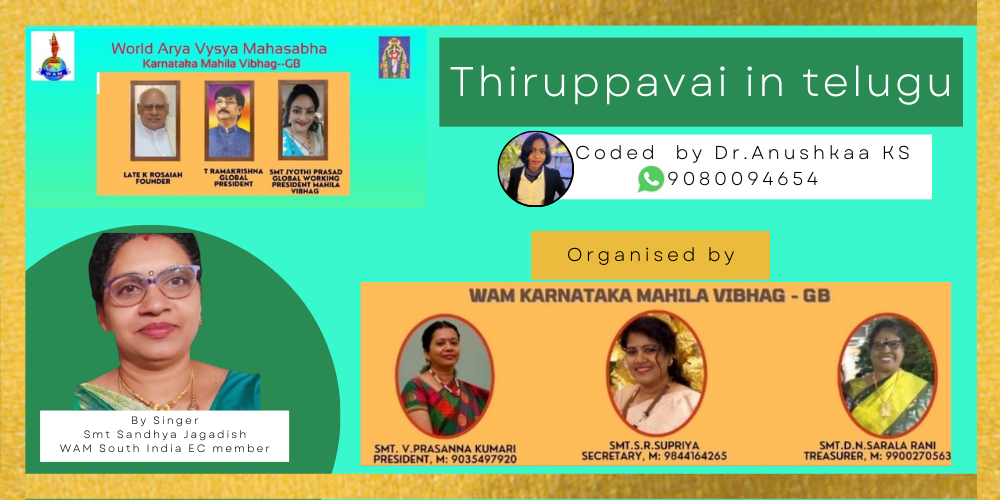 World Arya Vysya Mahasabha
Karnataka Mahila Vibhag--GB
WAM
LATE K ROSAIAH
FOUNDER
T RAMAKRISHNA
GLOBAL
PRESIDENT
SMT JYOTHI PRASAD
GLOBAL WORKING
PRESIDENT MAHILA
VIBHAG
Thiruppavai in telugu
Coded by Dr.Anushkaa KS
9080094654
Organised by
WAM KARNATAKA MAHILA VIBHAG - GB
SMT. V.PRASANNA KUMARI
PRESIDENT, M: 9035497920
SMT.S.R.SUPRIYA
SECRETARY, M: 9844164265
SMT.D.N.SARALA RANI
TREASURER, M: 9900270563
By Singer
Smt Sandhya Jagadish
WAM South India EC member